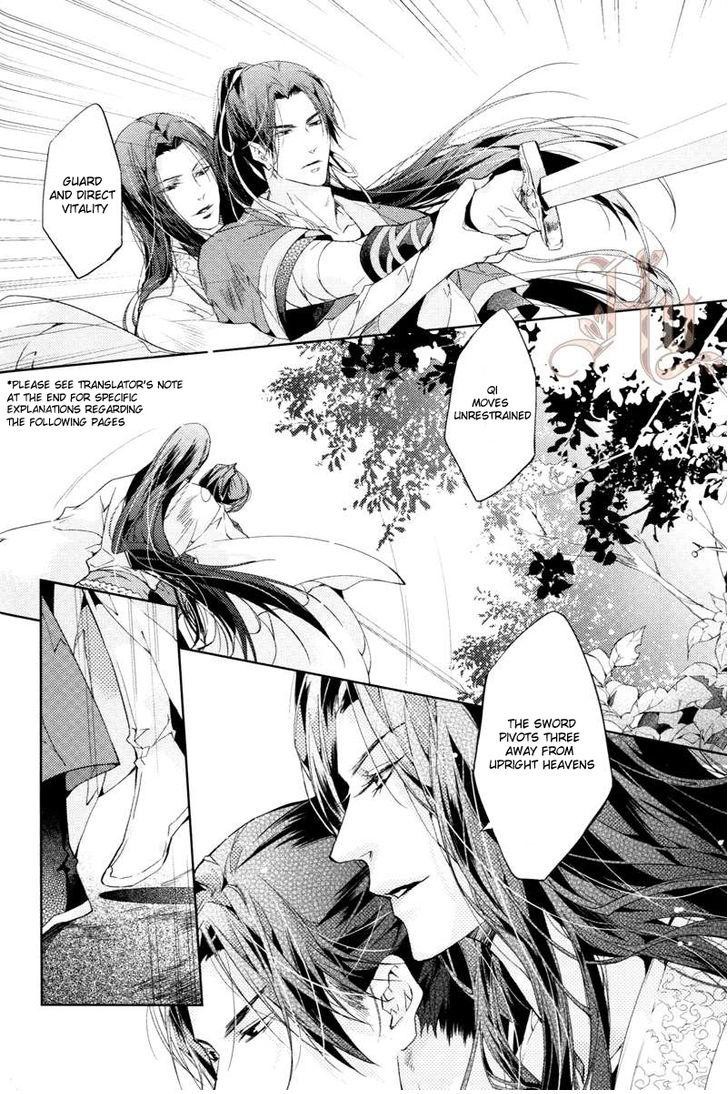 GUARD
AND DIRECT
VITALITY
QI
MOVES
UNRESTRAINED
*PLEASE SEE TRANSLATOR'S NOTE
AT THE END FOR SPECIFIC
EXPLANATIONS REGARDING
THE FOLLOWING PAGES
THE SWORD
PIVOTS THREE
AWAY FROM
UPRIGHT HEAVENS